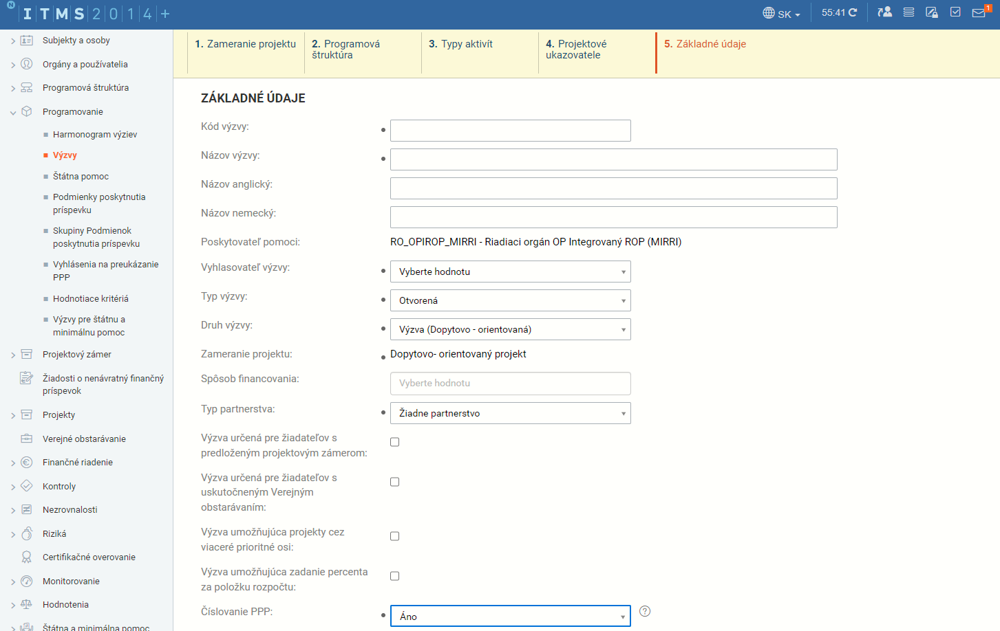 N
ITMS2014+
SK
55:41
1
Subjekty a osoby
Orgány a používatelia
Programová štruktúra
Programovanie
Harmonogram výziev
Výzvy
Štátna pomoc
Podmienky poskytnutia
príspevku
Skupiny Podmienok
poskytnutia príspevku
Vyhlásenia na preukázanie
PPP
Hodnotiace kritériá
Výzvy pre štátnu a
minimálnu pomoc
Projektový zámer
Žiadosti o nenávratný finančný
príspevok
Projekty
Verejné obstarávanie
Finančné riadenie
Kontroly
Nezrovnalosti
Riziká
Certifikačné overovanie
Monitorovanie
Hodnotenia
Štátna a minimálna pomoc
1. Zameranie projektu
2. Programová
štruktúra
3. Typy aktivít
4. Projektové
ukazovatele
5. Základné údaje
ZÁKLADNÉ ÚDAJE
Kód výzvy:
Názov výzvy:
Názov anglický:
Názov nemecký:
Poskytovateľ pomoci: RO_OPIROP_MIRRI - Riadiaci orgán OP Integrovaný ROP (MIRRI)
Vyhlasovateľ výzvy: Vyberte hodnotu
Typ výzvy: Otvorená
Druh výzvy: Výzva (Dopytovo - orientovaná)
Zameranie projektu: Dopytovo- orientovaný projekt
Spôsob financovania: Vyberte hodnotu
Typ partnerstva: Žiadne partnerstvo
Výzva určená pre žiadateľov s
predloženým projektovým zámerom:
Výzva určená pre žiadateľov s
uskutočneným Verejným
obstarávaním:
Výzva umožňujúca projekty cez
viaceré prioritné osi:
Výzva umožňujúca zadanie percenta
za položku rozpočtu:
Číslovanie PPP: Áno ?